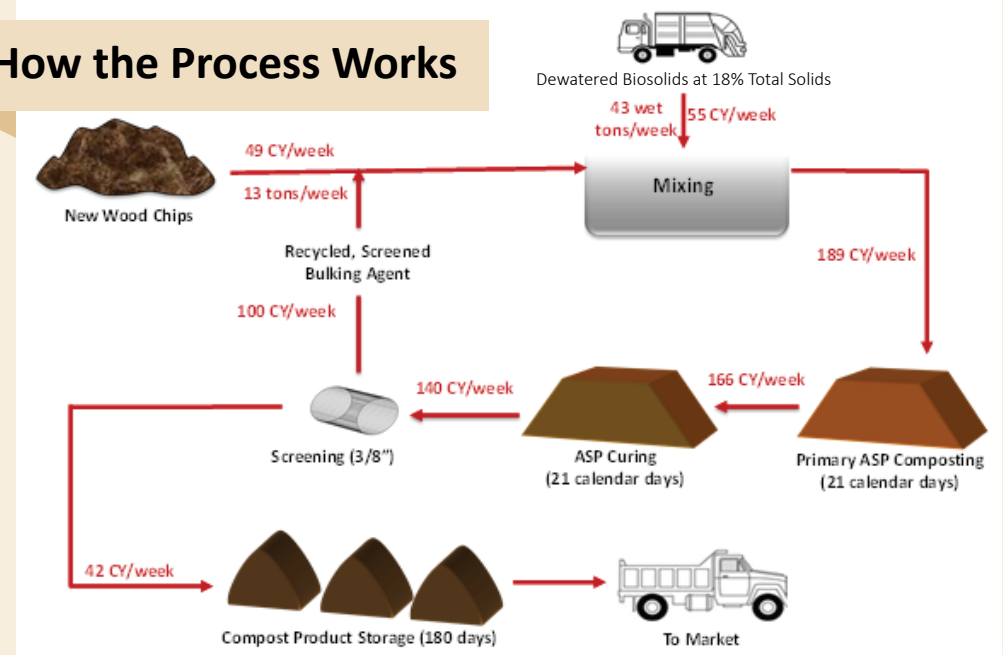 How the Process Works
Dewatered Biosolids at 18% Total Solids
43 wet
tons/week
55 CY/week
49 CY/week
13 tons/week
New Wood Chips
Mixing
Recycled, Screened
Bulking Agent
189 CY/week
100 CY/week
140 CY/week
166 CY/week
Screening (3/8")
ASP Curing
(21 calendar days)
Primary ASP Composting
(21 calendar days)
42 CY/week
Compost Product Storage (180 days)
To Market